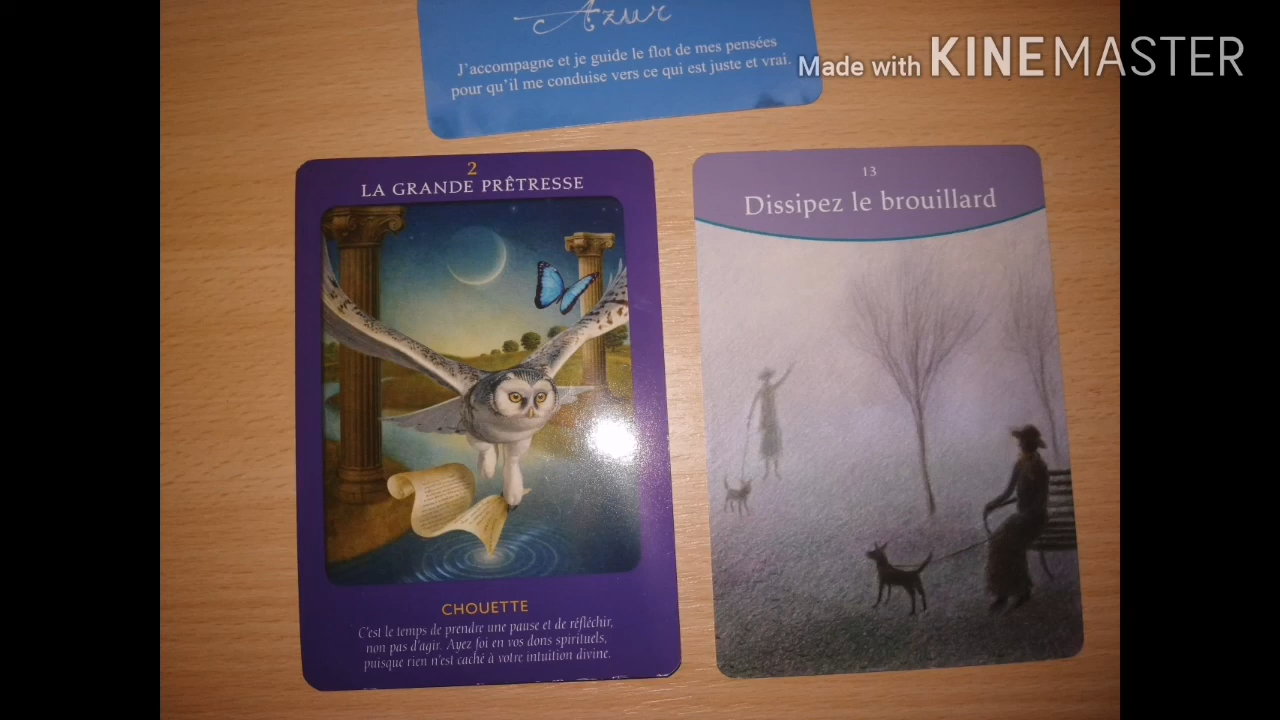 Azur
J'accompagne et je guide le flot de mes pensées
pour qu'il me conduise vers ce qui est juste et vrai.
Made with KINEMASTER
2
LA GRANDE PRÊTRESSE
CHOUETTE
C'est le temps de prendre une pause et de réfléchir,
non pas d'agir. Ayez foi en vos dons spirituels,
puisque rien n'est caché à votre intuition divine.
13
Dissipez le brouillard